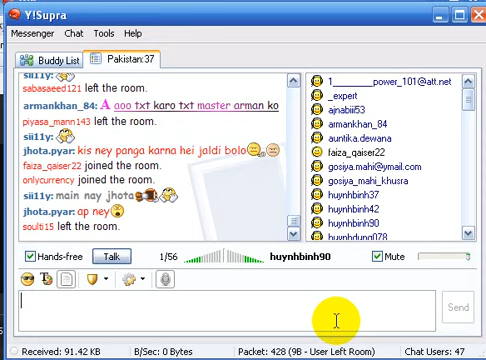 Y!Supra
Messenger Chat Tools Help
Buddy List Pakistan:37
sii11y:
sabasaeed121 left the room.
armankhan_84: A aoo txt karo txt master arman ko
piyasa_mann143 left the room.
sii11y:
jhota.pyar: kis ney panga karna hei jaldi bolo
faiza_qaiser22 joined the room.
onlycurrency joined the room.
sii11y: main nay jhota
jhota.pyar: ap ney
soulti15 left the room.
1________power_101@att.net
_expert
ajnabiii53
armankhan_84
auntika.dewana
faiza_qaiser22
gosiya_mahi@ymail.com
gosiya_mahi_khusra
huynhbinh37
huynhbinh42
huynhbinh90
huynhdung078
Hands-free Talk 1/56 huynhbinh90 Mute
Send
Received: 91.42 KB B/Sec: 0 Bytes Packet: 428 (9B - User Left Room) Chat Users: 47